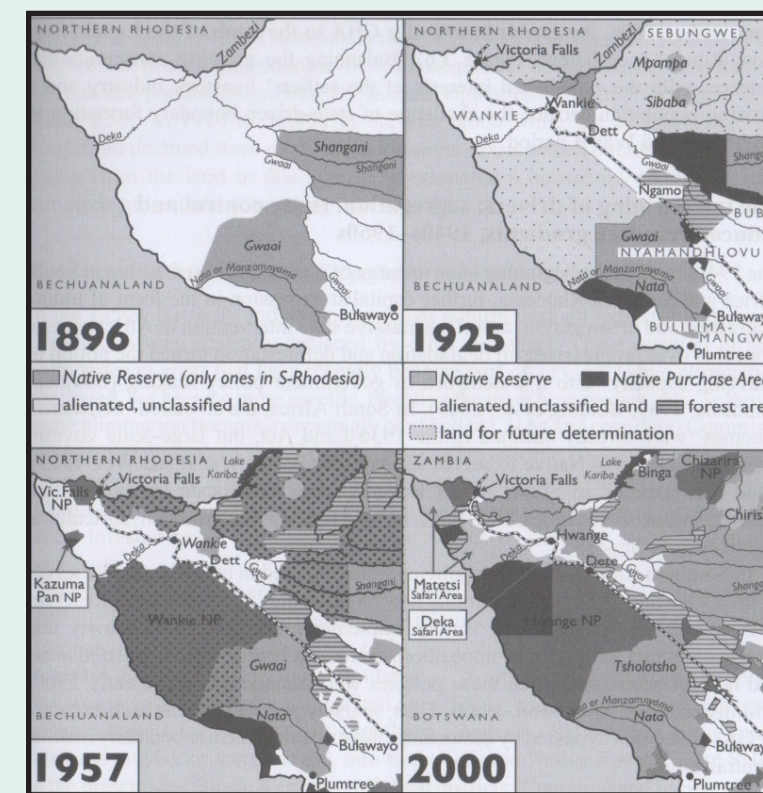 NORTHERN RHODESIA
Zambezi
Deka
Gwaai
Shangani
Shangani
Gwaai
Nata or Manzamnyama
Gwaai
BECHUANALAND
Bulawayo
1896
Native Reserve (only ones in S-Rhodesia)
alienated, unclassified land
NORTHERN RHODESIA
Zambezi
SEBUNGWE
Victoria Falls
Mpampa
Wankie
Sibaba
WANKIE
Deka
Dett
Gwaai
Shang
Ngamo
BUB
Gwaai
NYAMANDHLOVU
Nata or Manzamnyama
Nata
Gwaai
BECHUANALAND
Bulaway
BULILIMA-
MANGW
Plumtree
1925
Native Reserve
Native Purchase Area
alienated, unclassified land
forest are
land for future determination
NORTHERN RHODESIA
Lake
Kariba
Vic.Falls
NP
Victoria Falls
Deka
Wankie
Dett
Gwaai
Kazuma
Pan NP
Shangani
Wankie NP
Gwaai
BECHUANALAND
Nata
Bulawayo
Plumtree
1957
ZAMBIA
Lake
Kariba
Binga
Chizarira
NP
Victoria Falls
Chiris
Deka
Hwange
Dete
Gwaai
Matetsi
Safari Area
Shang
Deka
Safari Area
Hwange NP
Tsholotsho
Nata or Manzamnyama
BOTSWANA
Nata
Bulaway
Plumtree
2000